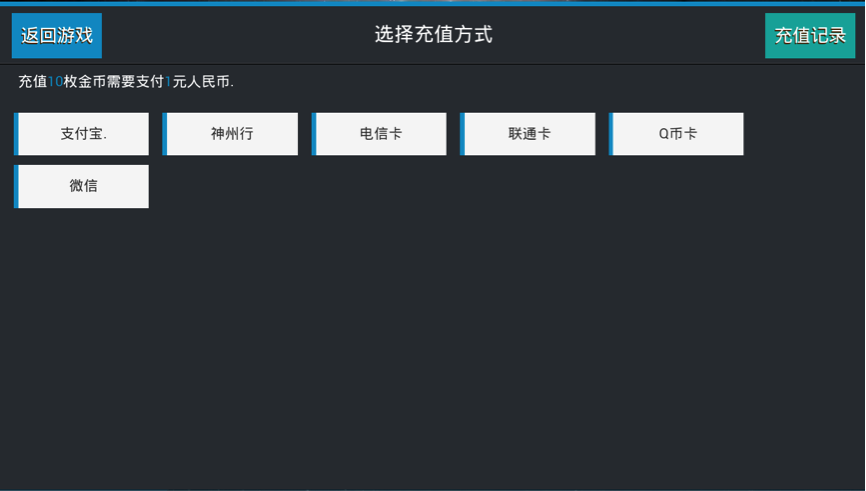 返回游戏
选择充值方式
充值记录
充值10枚金币需要支付1元人民币.
支付宝.
神州行
电信卡
联通卡
Q币卡
微信